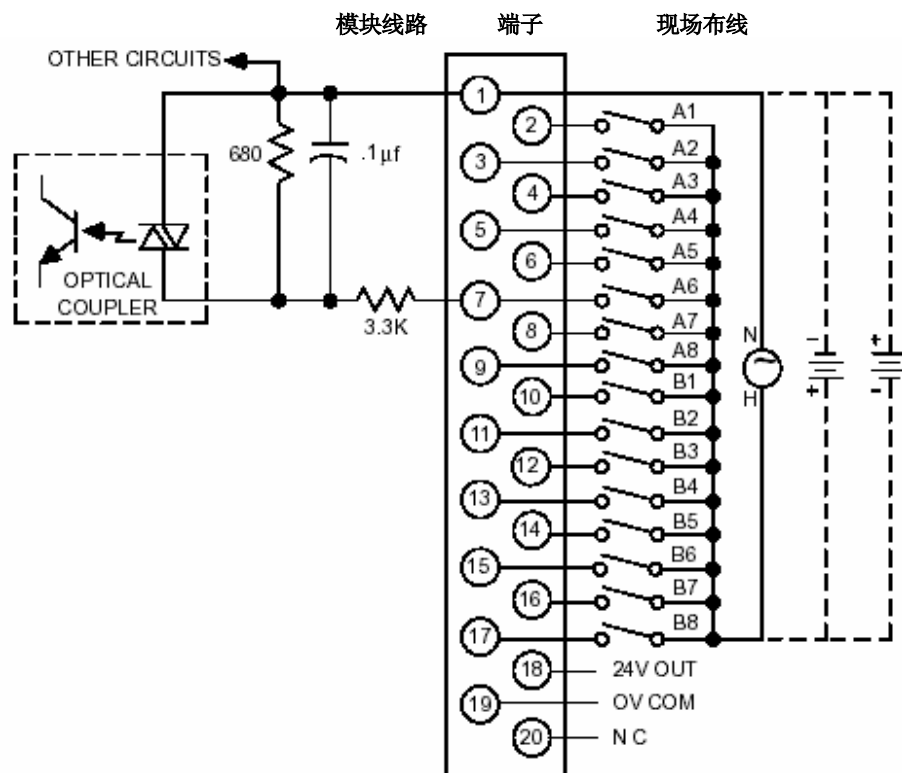 模块线路 端子 现场布线
OTHER CIRCUITS
1
2 A1
680 .1µf
3 A2
4 A3
5 A4
6 A5
OPTICAL
COUPLER
7 A6
3.3K
8 A7
N - +
9 A8
~
H + -
10 B1
11 B2
12 B3
13 B4
14 B5
15 B6
16 B7
17 B8
18 24V OUT
19 OV COM
20 N C